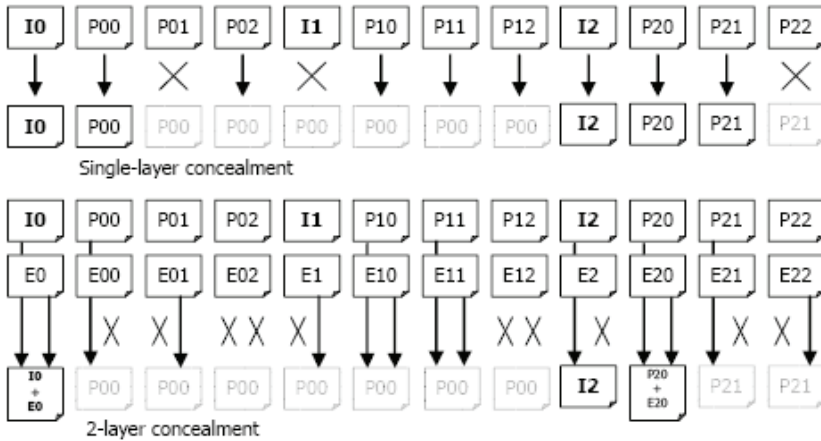 I0 P00 P01 P02 I1 P10 P11 P12 I2 P20 P21 P22
I0 P00 P00 P00 P00 P00 P00 P00 I2 P20 P21 P21
Single-layer concealment
I0 P00 P01 P02 I1 P10 P11 P12 I2 P20 P21 P22
E0 E00 E01 E02 E1 E10 E11 E12 E2 E20 E21 E22
I0 + E0 P00 P00 P00 P00 P00 P00 P00 I2 P20 + E20 P21 P21
2-layer concealment